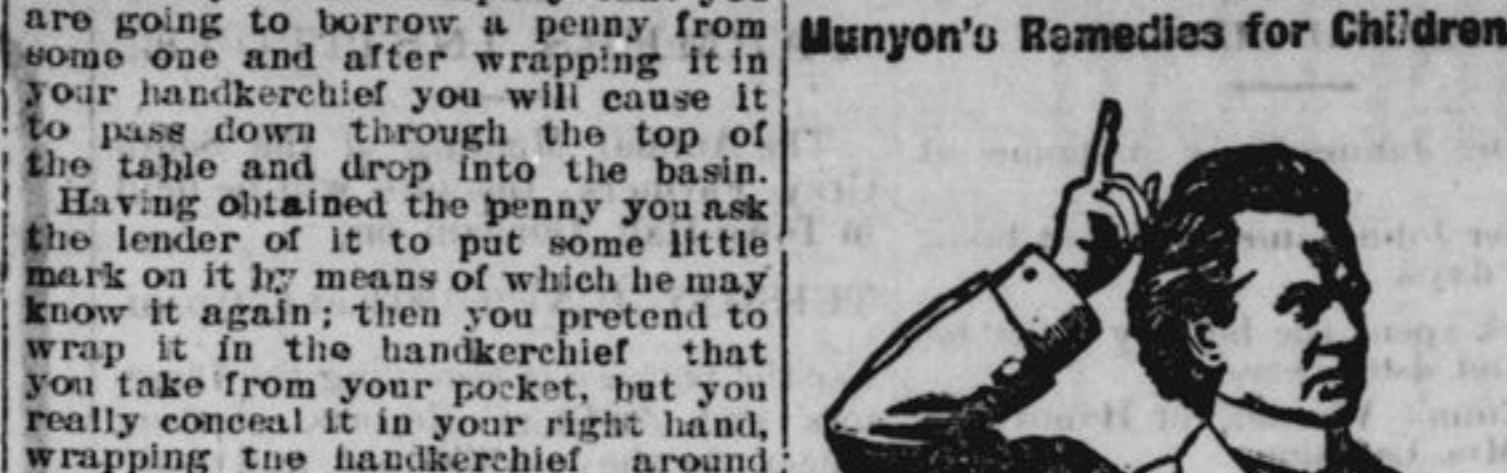 are going to borrow a penny from
some one and after wrapping it in
your handkerchief you will cause it
to pass down through the top of
the table and drop into the basin.
Having obtained the penny you ask
the lender of it to put some little
mark on it by means of which he may
know it again; then you pretend to
wrap it in the handkerchief that
you take from your pocket, but you
really conceal it in your right hand,
wrapping the handkerchief around
Munyon's Remedies for Children